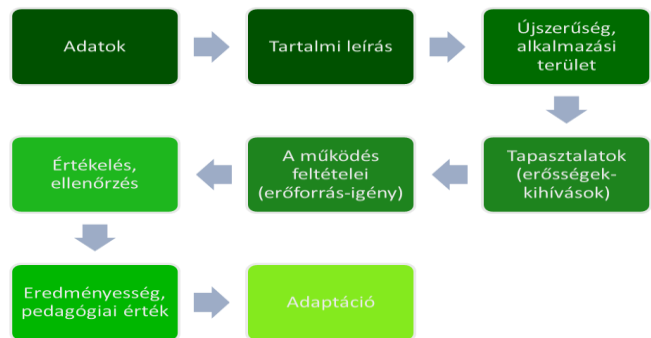 Adatok
Tartalmi leírás
Újszerűség,
alkalmazási
terület
Tapasztalatok
(erősségek-
kihívások)
A működés
feltételei
(erőforrás-igény)
Értékelés,
ellenőrzés
Eredményesség,
pedagógiai érték
Adaptáció